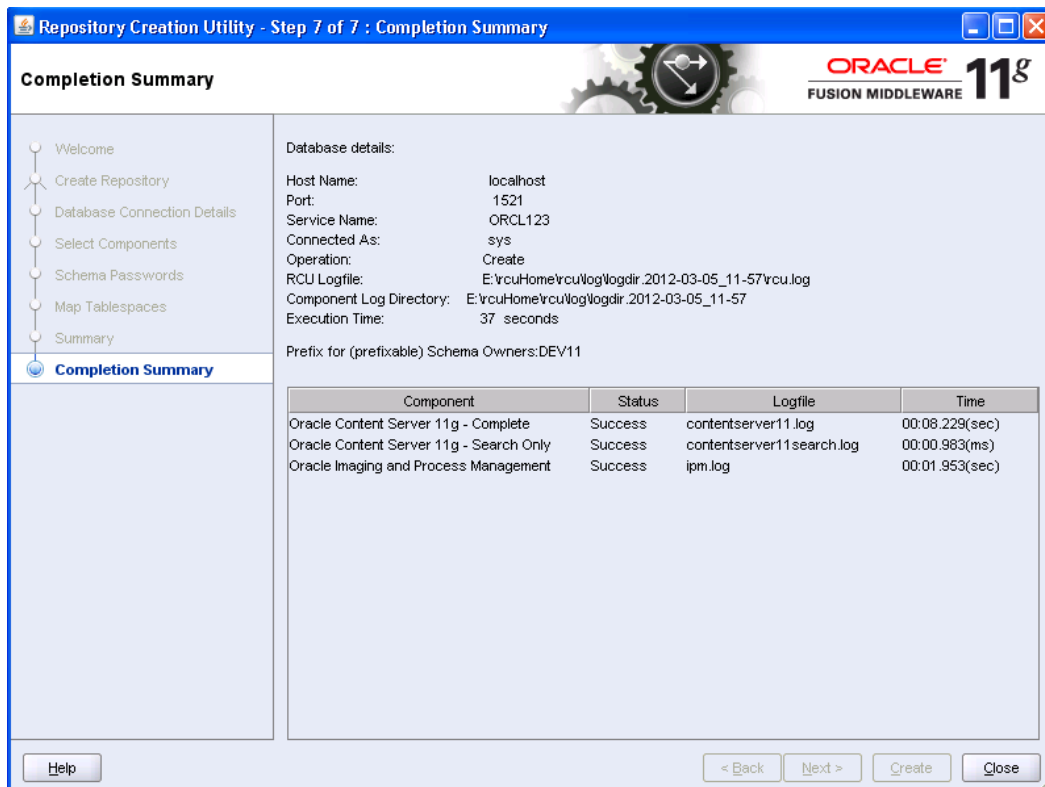 Repository Creation Utility - Step 7 of 7 : Completion Summary
Completion Summary
ORACLE
FUSION MIDDLEWARE 11g
Welcome
Create Repository
Database Connection Details
Select Components
Schema Passwords
Map Tablespaces
Summary
Completion Summary
Database details:
Host Name: localhost
Port: 1521
Service Name: ORCL123
Connected As: sys
Operation: Create
RCU Logfile: E:\rcuHome\rcu\log\logdir.2012-03-05_11-57\rcu.log
Component Log Directory: E:\rcuHome\rcu\log\logdir.2012-03-05_11-57
Execution Time: 37 seconds
Prefix for (prefixable) Schema Owners:DEV11
Component Status Logfile Time
Oracle Content Server 11g - Complete Success contentserver11.log 00:08.229(sec)
Oracle Content Server 11g - Search Only Success contentserver11search.log 00:00.983(ms)
Oracle Imaging and Process Management Success ipm.log 00:01.953(sec)
Help < Back Next > Create Close